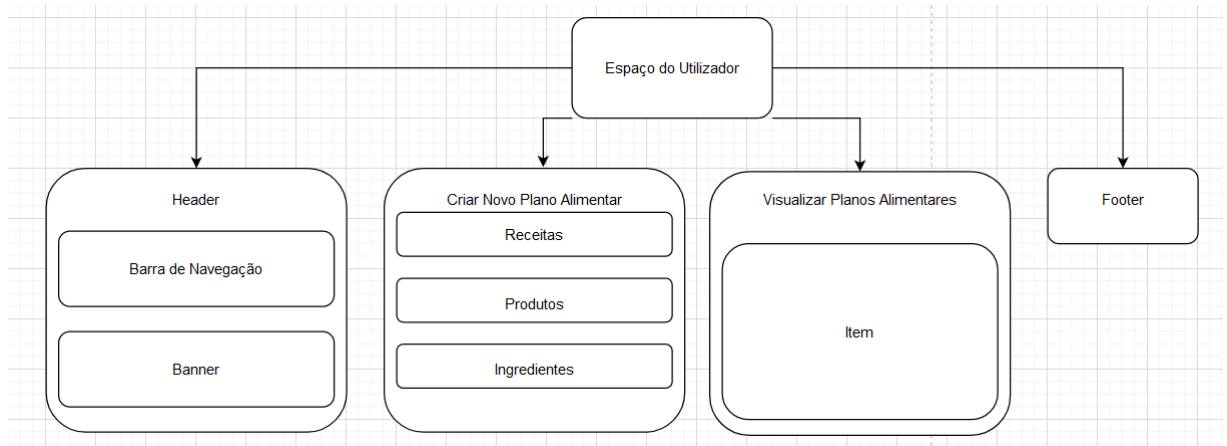 Espaço do Utilizador
Header
Barra de Navegação
Banner
Criar Novo Plano Alimentar
Receitas
Produtos
Ingredientes
Visualizar Planos Alimentares
Item
Footer